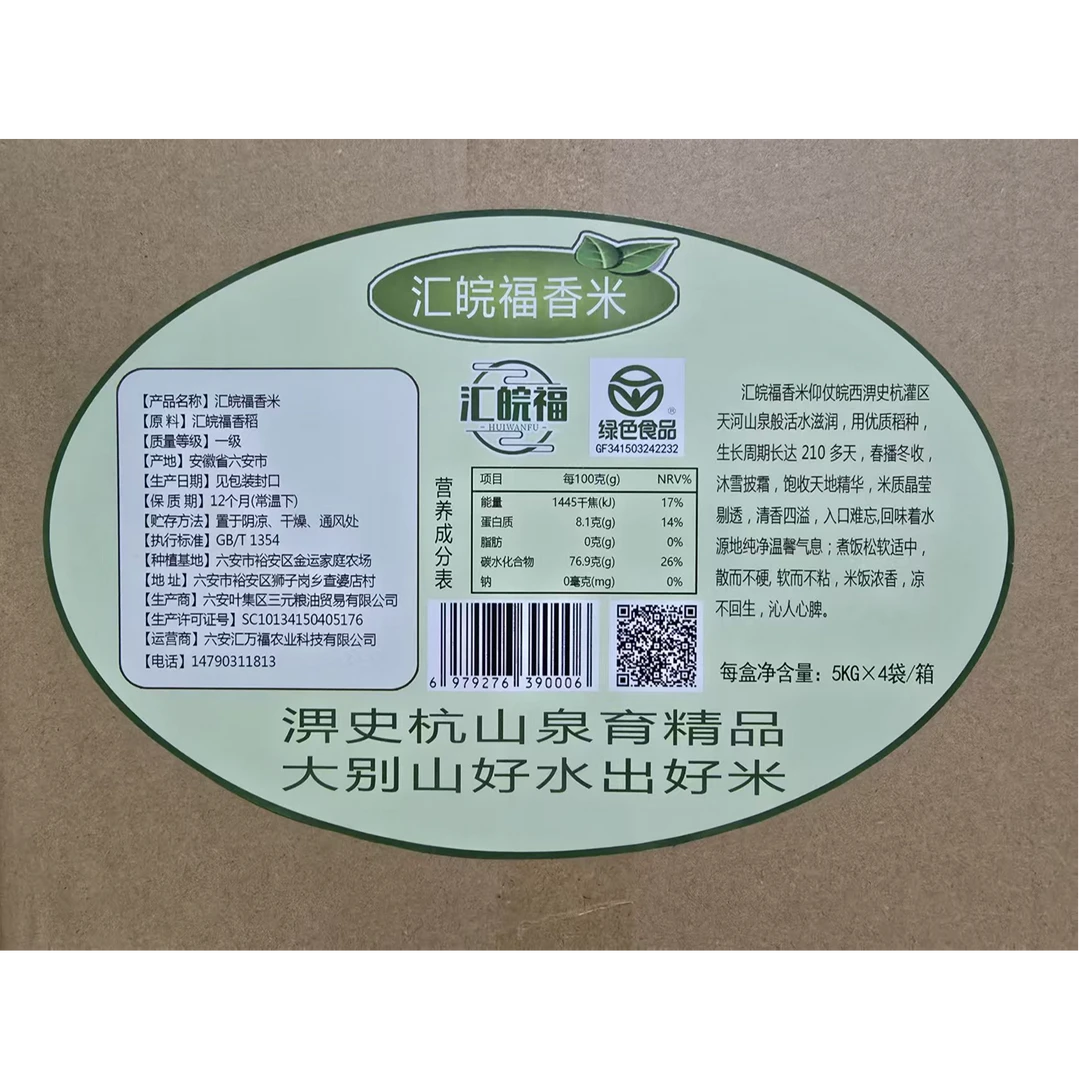 汇皖福香米
【产品名称】汇皖福香米
【原 料】汇皖福香稻
【质量等级】一级
【产地】安徽省六安市
【生产日期】见包装封口
【保 质 期】12个月(常温下)
【贮存方法】置于阴凉、干燥、通风处
【执行标准】GB/T 1354
【种植基地】六安市裕安区金运家庭农场
【地 址】六安市裕安区狮子岗乡查婆店村
【生产商】六安叶集区三元粮油贸易有限公司
【生产许可证号】SC10134150405176
【运营商】六安汇万福农业科技有限公司
【电话】14790311813
汇皖福
HUIWANFU
®
绿色食品
GF341503242232
营养成分表
项目 每100克(g) NRV%
能量 1445千焦(kJ) 17%
蛋白质 8.1克(g) 14%
脂肪 0克(g) 0%
碳水化合物 76.9克(g) 26%
钠 0毫克(mg) 0%
6 979276 390006
汇皖福香米仰仗皖西淠史杭灌区
天河山泉般活水滋润，用优质稻种，
生长周期长达 210 多天，春播冬收，
沐雪披霜，饱收天地精华，米质晶莹
剔透，清香四溢，入口难忘,回味着水
源地纯净温馨气息；煮饭松软适中，
散而不硬, 软而不粘，米饭浓香，凉
不回生，沁人心脾。
每盒净含量：5KG×4袋/箱
淠史杭山泉育精品
大别山好水出好米